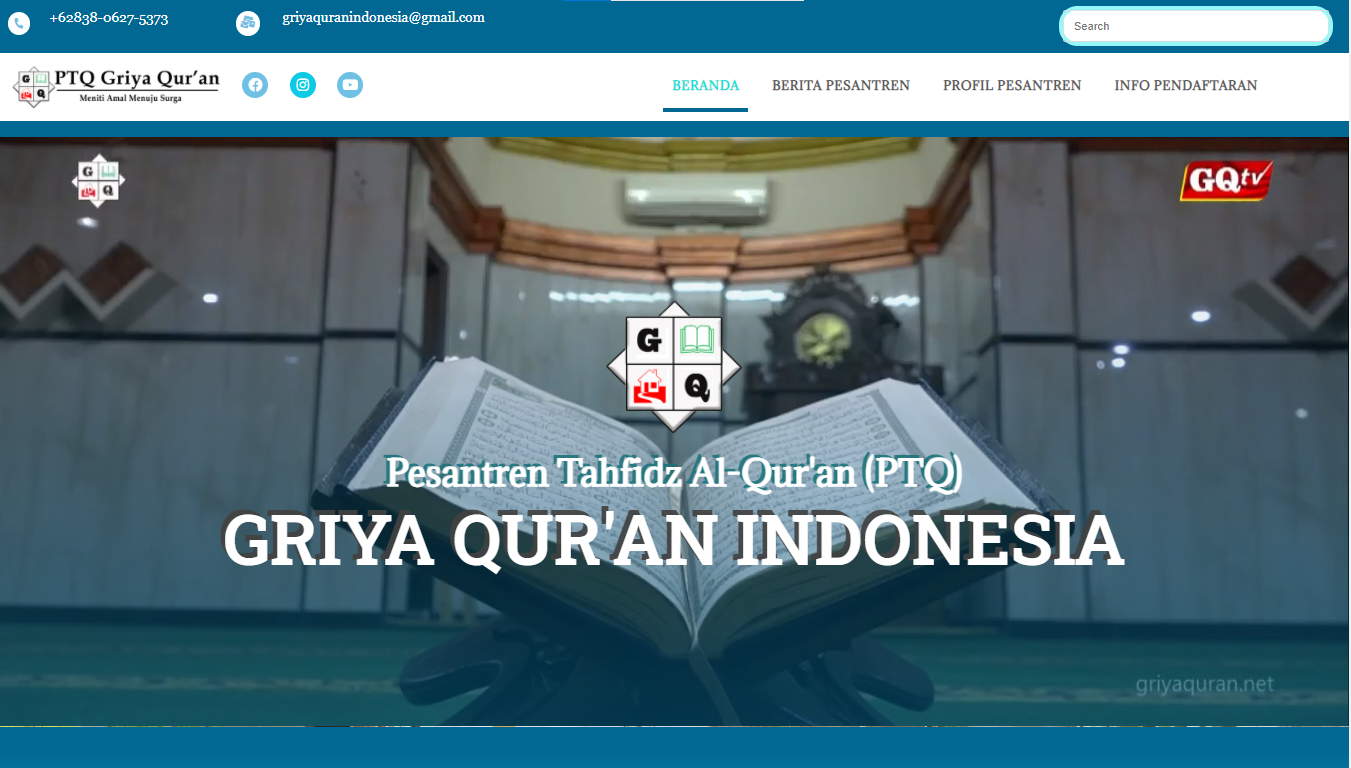 +62838-0627-5373
griyaquranindonesia@gmail.com
Search
G
Q
PTQ Griya Qur'an
Meniti Amal Menuju Surga
BERANDA
BERITA PESANTREN
PROFIL PESANTREN
INFO PENDAFTARAN
G
Q
GQtv
G
Q
Pesantren Tahfidz Al-Qur'an (PTQ)
GRIYA QUR'AN INDONESIA
griyaquran.net